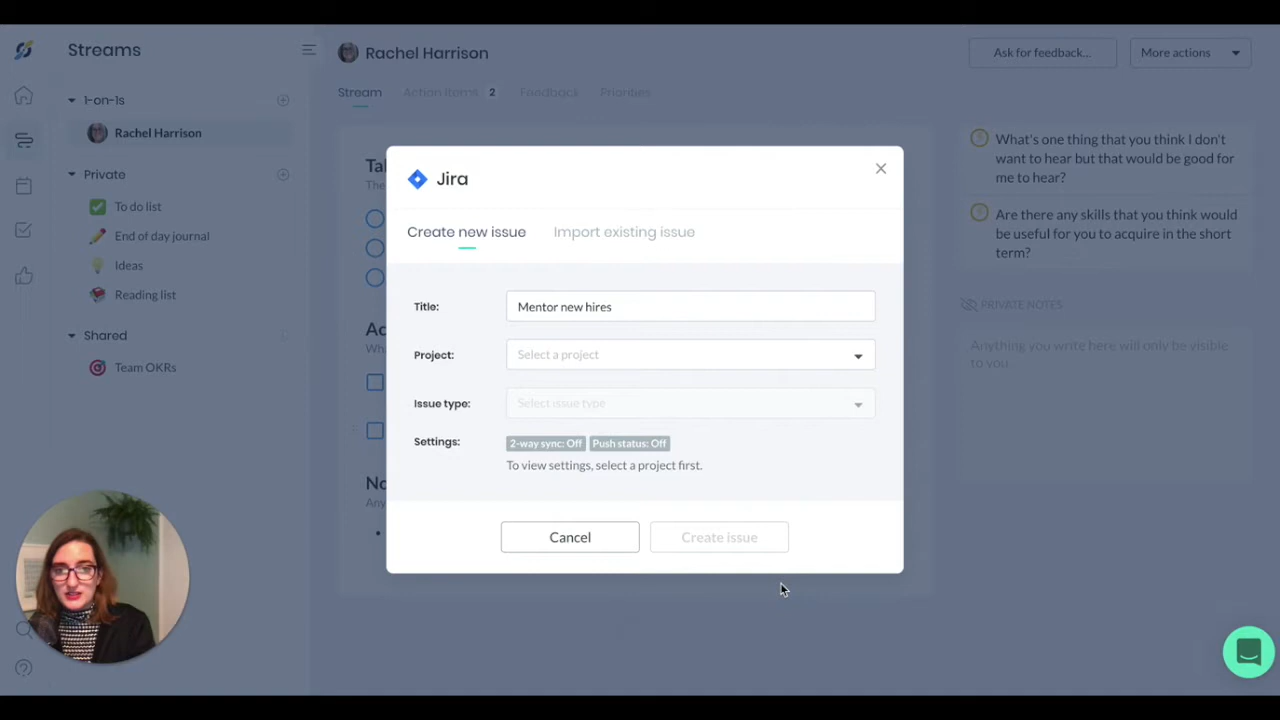 Streams
1-on-1s
Rachel Harrison
Private
To do list
End of day journal
Ideas
Reading list
Shared
Team OKRs
Rachel Harrison
Ask for feedback...
More actions
Stream
Action items 2
Feedback
Priorities
Jira
Create new issue
Import existing issue
Title:
Mentor new hires
Project:
Select a project
Issue type:
Select issue type
Settings:
2-way sync: Off
Push status: Off
To view settings, select a project first.
Cancel
Create issue
What's one thing that you think I don't
want to hear but that would be good for
me to hear?
Are there any skills that you think would
be useful for you to acquire in the short
term?
PRIVATE NOTES
Anything you write here will only be visible
to you.